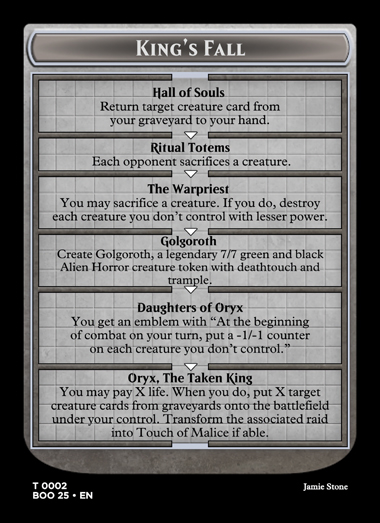 King's Fall
Hall of Souls
Return target creature card from
your graveyard to your hand.
Ritual Totems
Each opponent sacrifices a creature.
The Warpriest
You may sacrifice a creature. If you do, destroy
each creature you don't control with lesser power.
Golgoroth
Create Golgoroth, a legendary 7/7 green and black
Alien Horror creature token with deathtouch and
trample.
Daughters of Oryx
You get an emblem with “At the beginning
of combat on your turn, put a -1/-1 counter
on each creature you don't control.”
Oryx, The Taken King
You may pay X life. When you do, put X target
creature cards from graveyards onto the battlefield
under your control. Transform the associated raid
into Touch of Malice if able.
T 0002
BOO 25 • EN
Jamie Stone